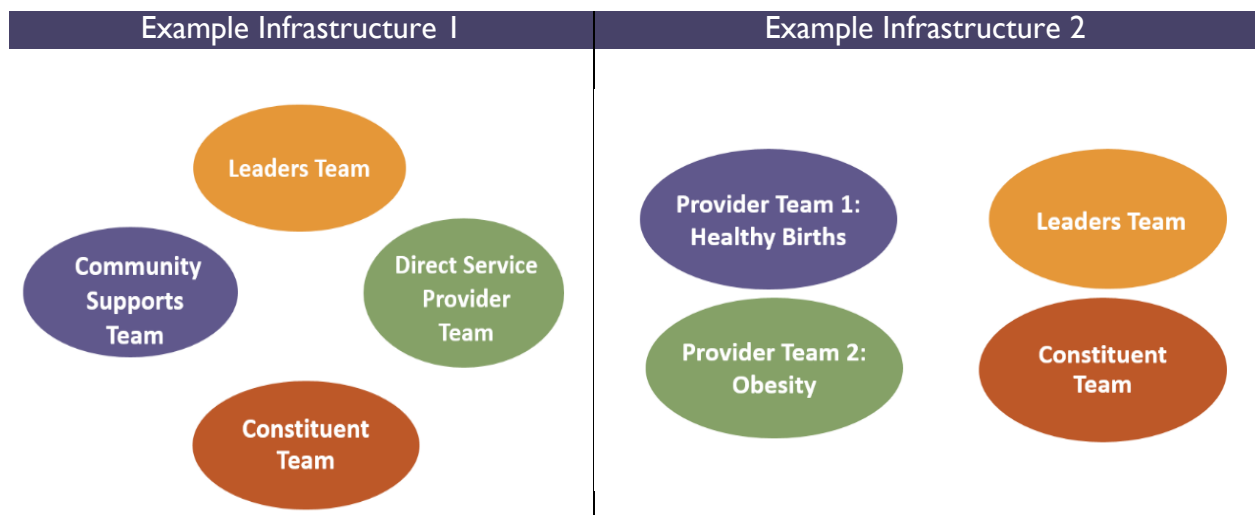 Example Infrastructure 1
Leaders Team
Community
Supports
Team
Direct Service
Provider
Team
Constituent
Team
Example Infrastructure 2
Provider Team 1:
Healthy Births
Leaders Team
Provider Team 2:
Obesity
Constituent
Team